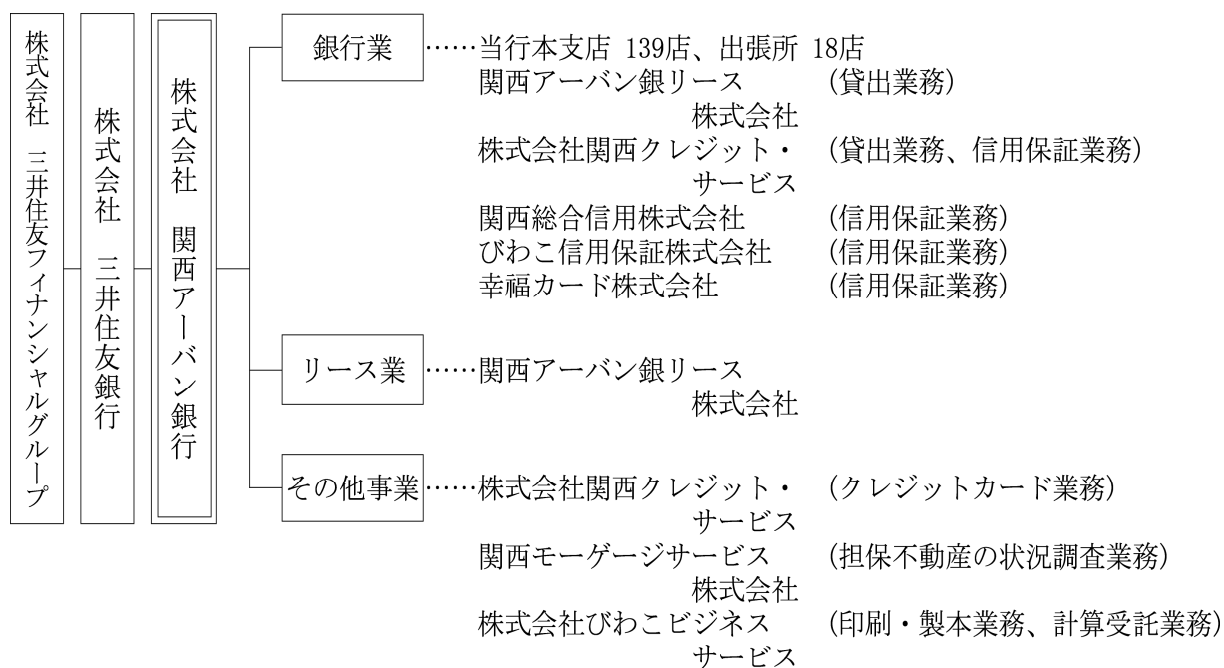 株式会社 三井住友フィナンシャルグループ
株式会社 三井住友銀行
株式会社 関西アーバン銀行
銀行業 ……当行本支店 139店、出張所 18店
関西アーバン銀リース (貸出業務)
株式会社
株式会社関西クレジット・ (貸出業務、信用保証業務)
サービス
関西総合信用株式会社 (信用保証業務)
びわこ信用保証株式会社 (信用保証業務)
幸福カード株式会社 (信用保証業務)
リース業 ……関西アーバン銀リース
株式会社
その他事業 ……株式会社関西クレジット・ (クレジットカード業務)
サービス
関西モーゲージサービス (担保不動産の状況調査業務)
株式会社
株式会社びわこビジネス (印刷・製本業務、計算受託業務)
サービス